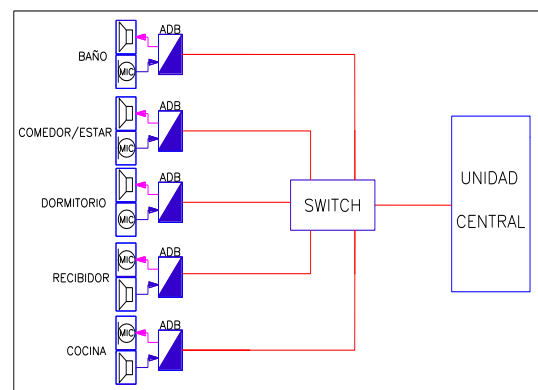 ADB
BAÑO
MIC
ADB
COMEDOR/ESTAR
MIC
ADB
DORMITORIO
MIC
SWITCH
UNIDAD
CENTRAL
ADB
MIC
RECIBIDOR
ADB
MIC
COCINA